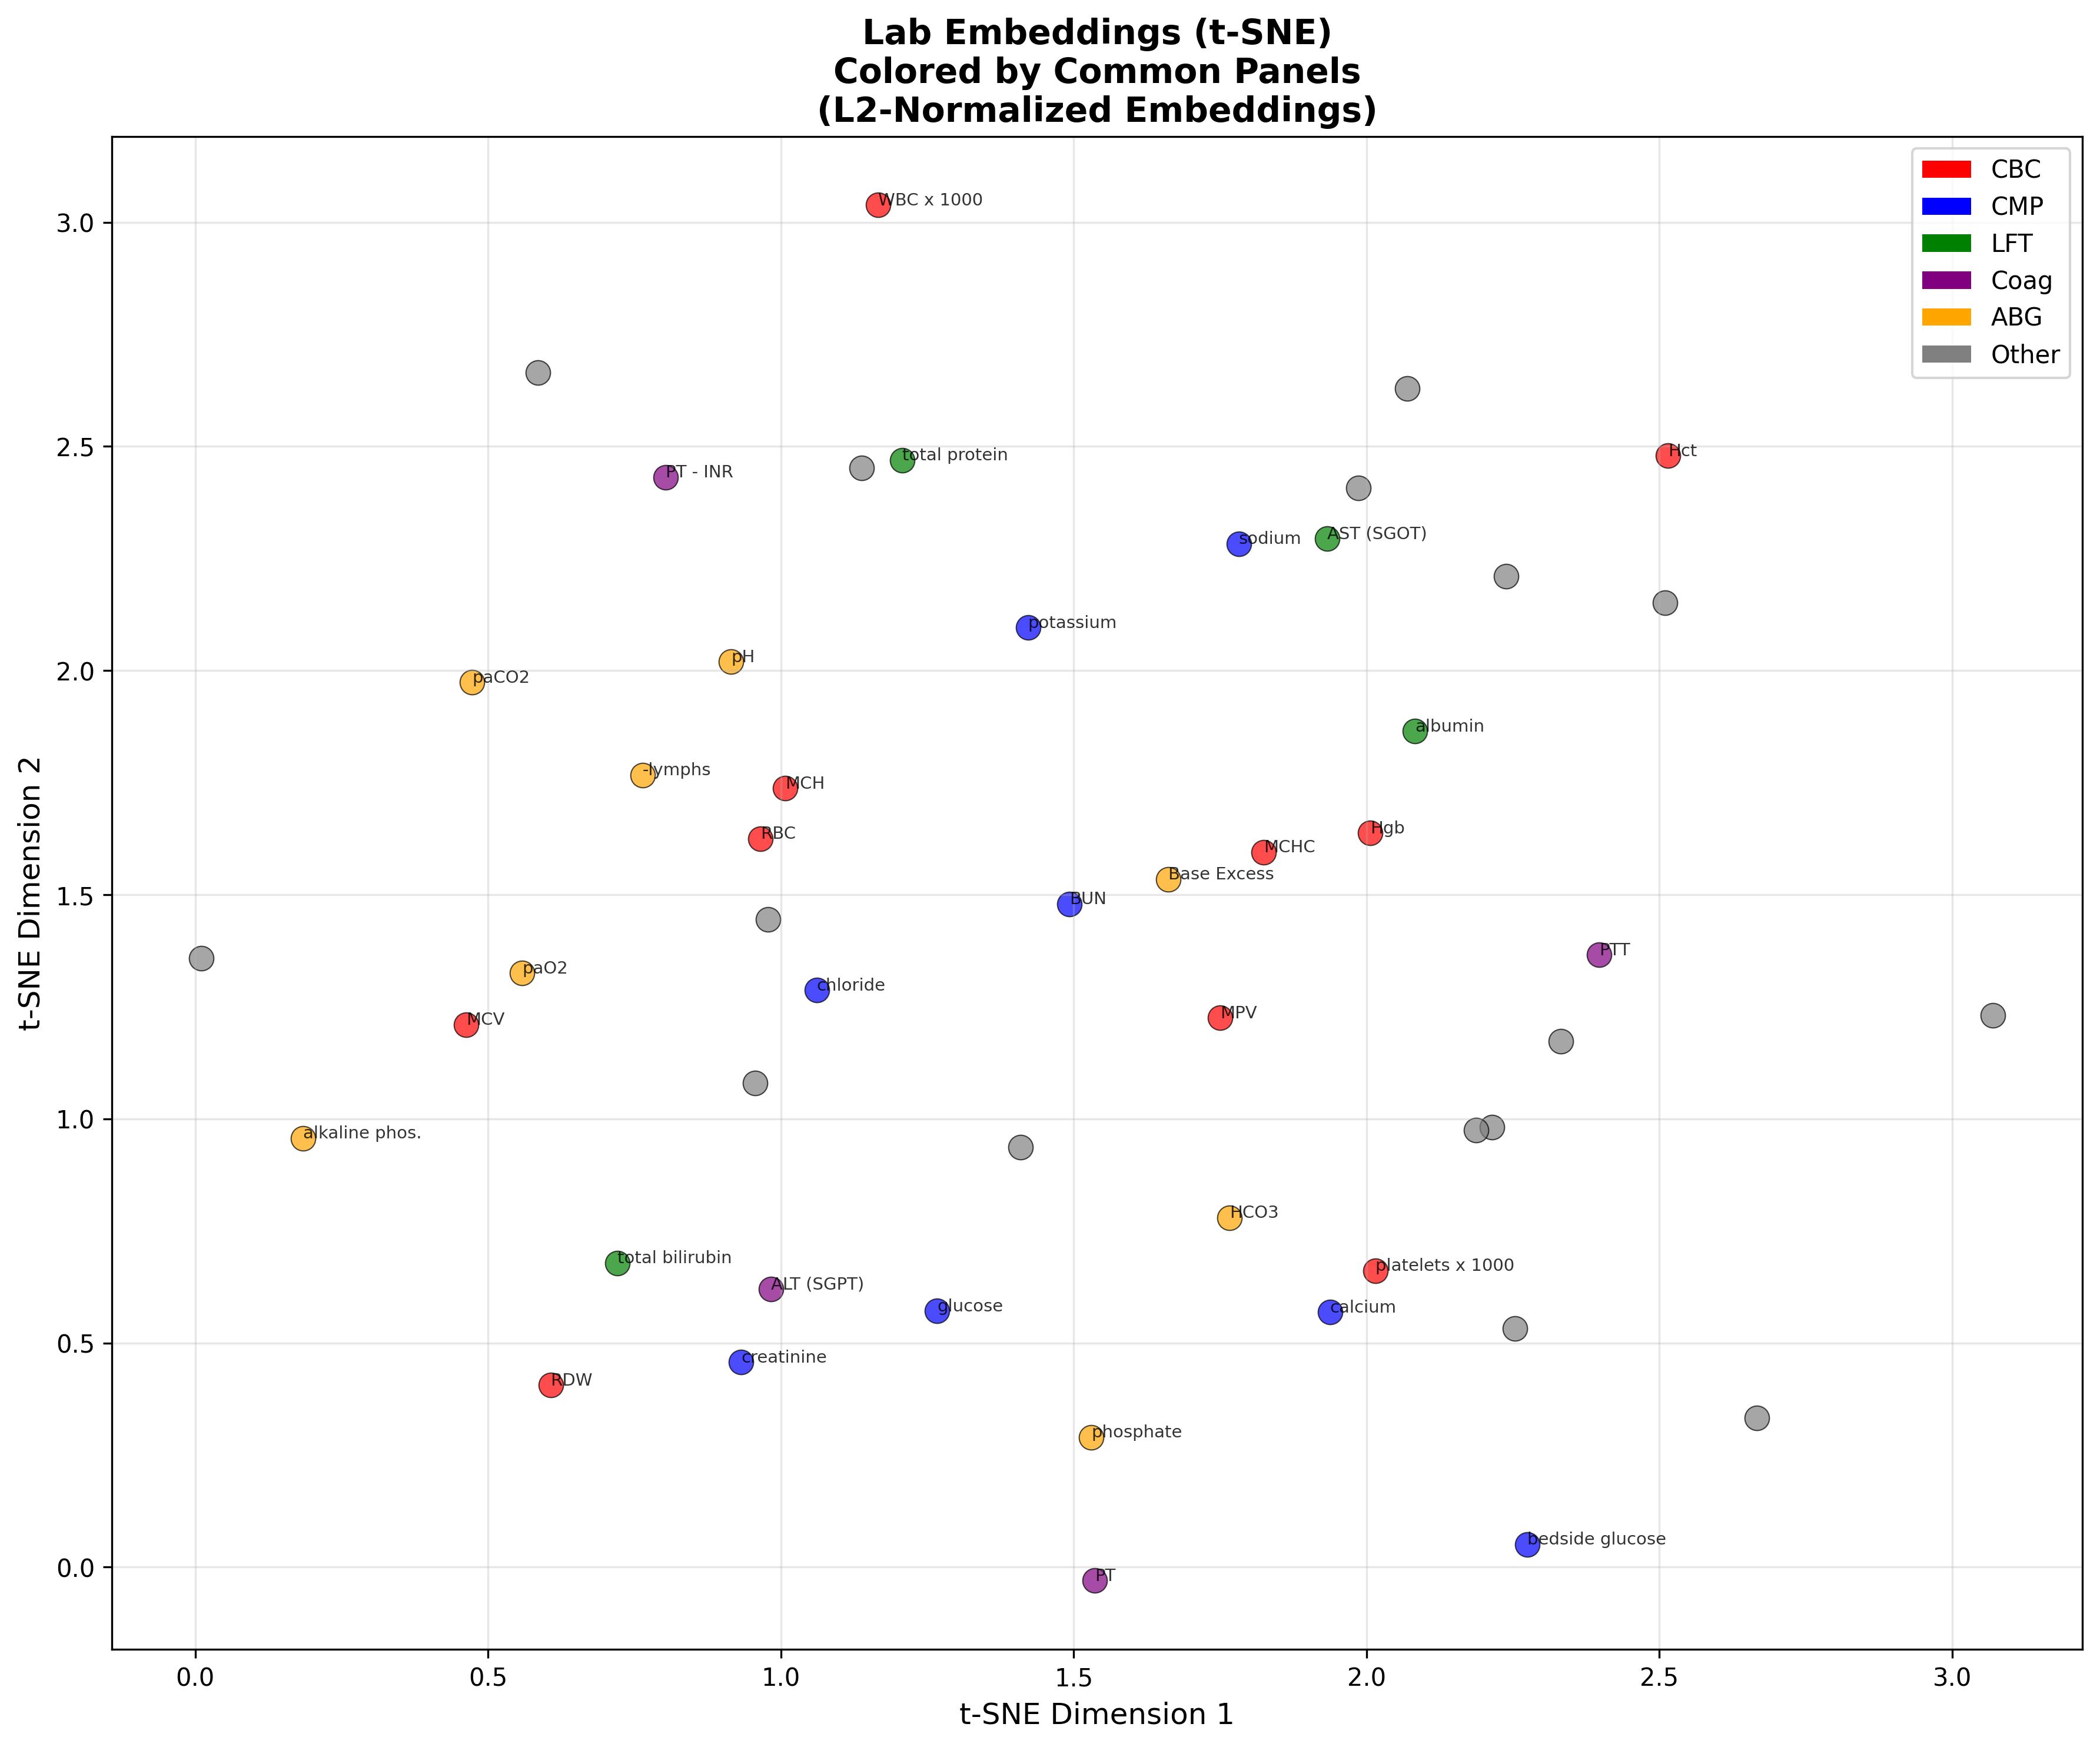 Lab Embeddings (t-SNE)
Colored by Common Panels
(L2-Normalized Embeddings)
CBC
CMP
LFT
Coag
ABG
Other
WBC x 1000
total protein
Hct
PT - INR
sodium
AST (SGOT)
potassium
pH
paCO2
albumin
-lymphs
MCH
RBC
Hgb
MCHC
Base Excess
BUN
PTT
paO2
chloride
MCV
MPV
alkaline phos.
HCO3
total bilirubin
platelets x 1000
ALT (SGPT)
glucose
calcium
creatinine
RDW
phosphate
bedside glucose
PT
3.0
2.5
2.0
1.5
1.0
0.5
0.0
t-SNE Dimension 2
0.0 0.5 1.0 1.5 2.0 2.5 3.0
t-SNE Dimension 1